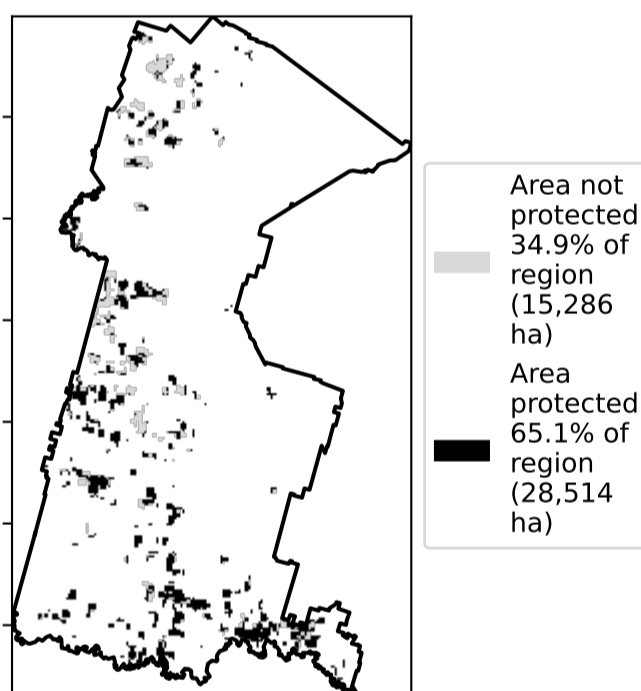 Area not
protected
34.9% of
region
(15,286
ha)
Area
protected
65.1% of
region
(28,514
ha)